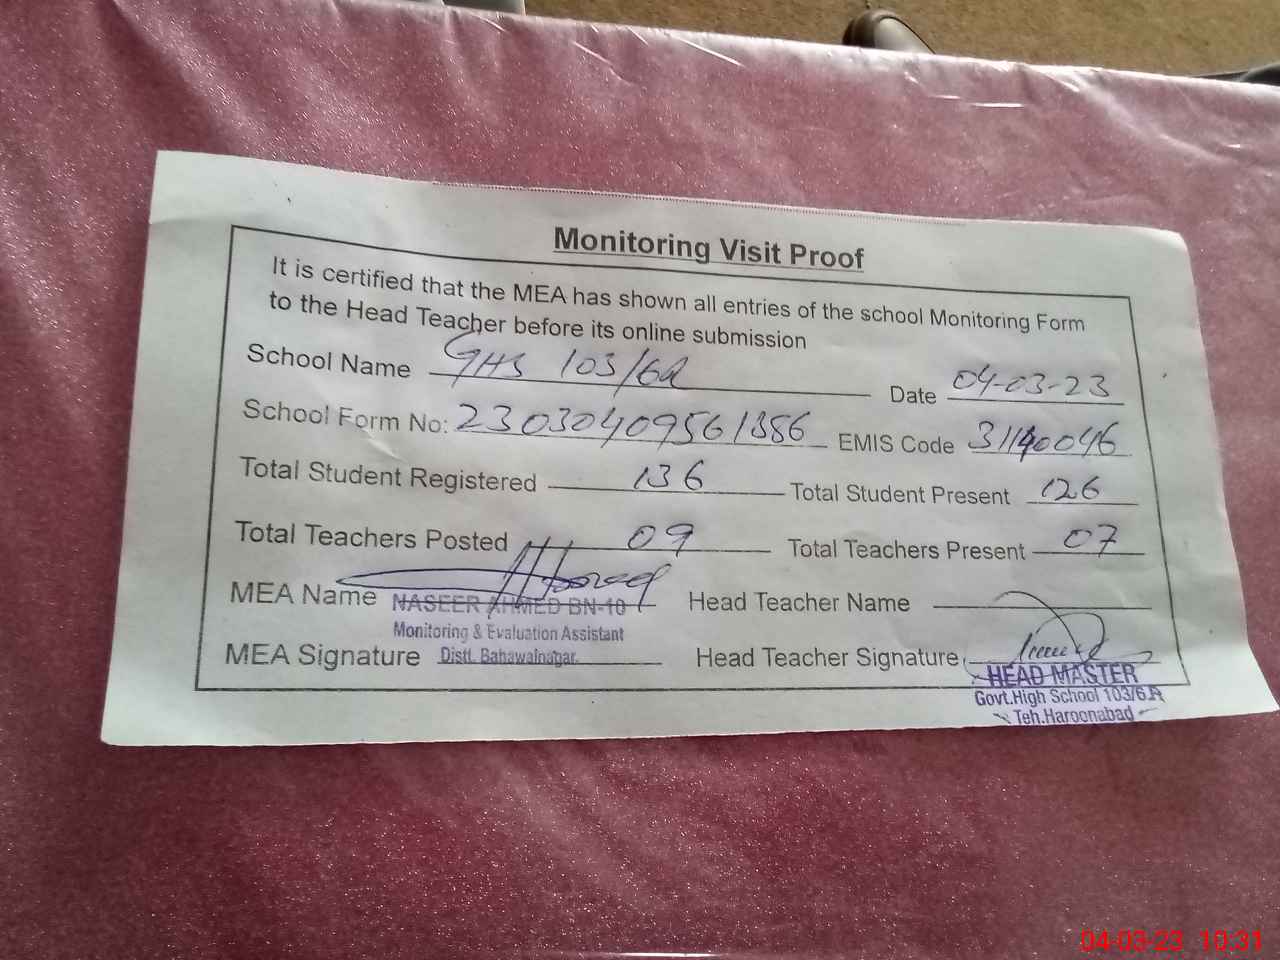 Monitoring Visit Proof
It is certified that the MEA has shown all entries of the school Monitoring Form
to the Head Teacher before its online submission
School Name GHS 103/6R Date 04-03-23
School Form No: 23030409561356 EMIS Code 31140046
Total Student Registered 136 Total Student Present 126
Total Teachers Posted 09 Total Teachers Present 07
MEA Name NASEER AHMED BN-10 Head Teacher Name
Monitoring & Evaluation Assistant
MEA Signature Distt. Bahawalnagar. Head Teacher Signature
HEAD MASTER
Govt.High School 103/6.R
Teh.Haroonabad
04-03-23 10:31